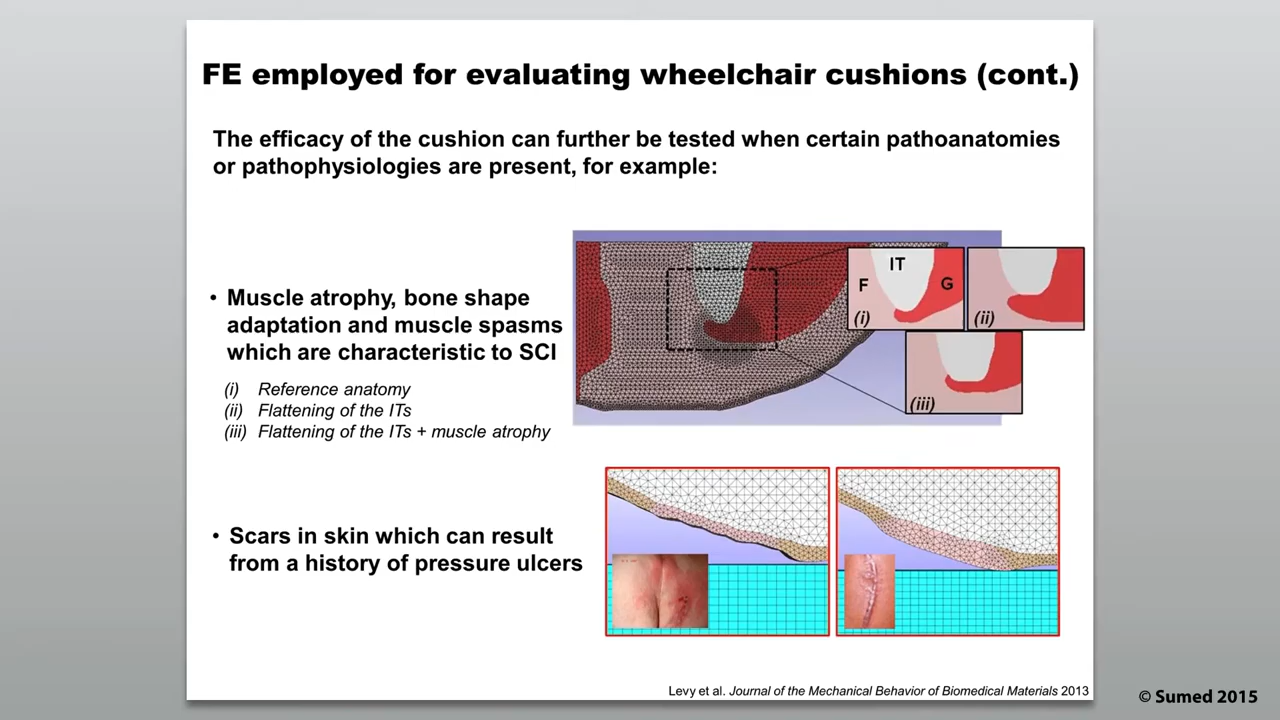 FE employed for evaluating wheelchair cushions (cont.)
The efficacy of the cushion can further be tested when certain pathoanatomies
or pathophysiologies are present, for example:
• Muscle atrophy, bone shape
adaptation and muscle spasms
which are characteristic to SCI
(i) Reference anatomy
(ii) Flattening of the ITs
(iii) Flattening of the ITs + muscle atrophy
IT
F
G
(i)
(ii)
(iii)
• Scars in skin which can result
from a history of pressure ulcers
Levy et al. Journal of the Mechanical Behavior of Biomedical Materials 2013
© Sumed 2015